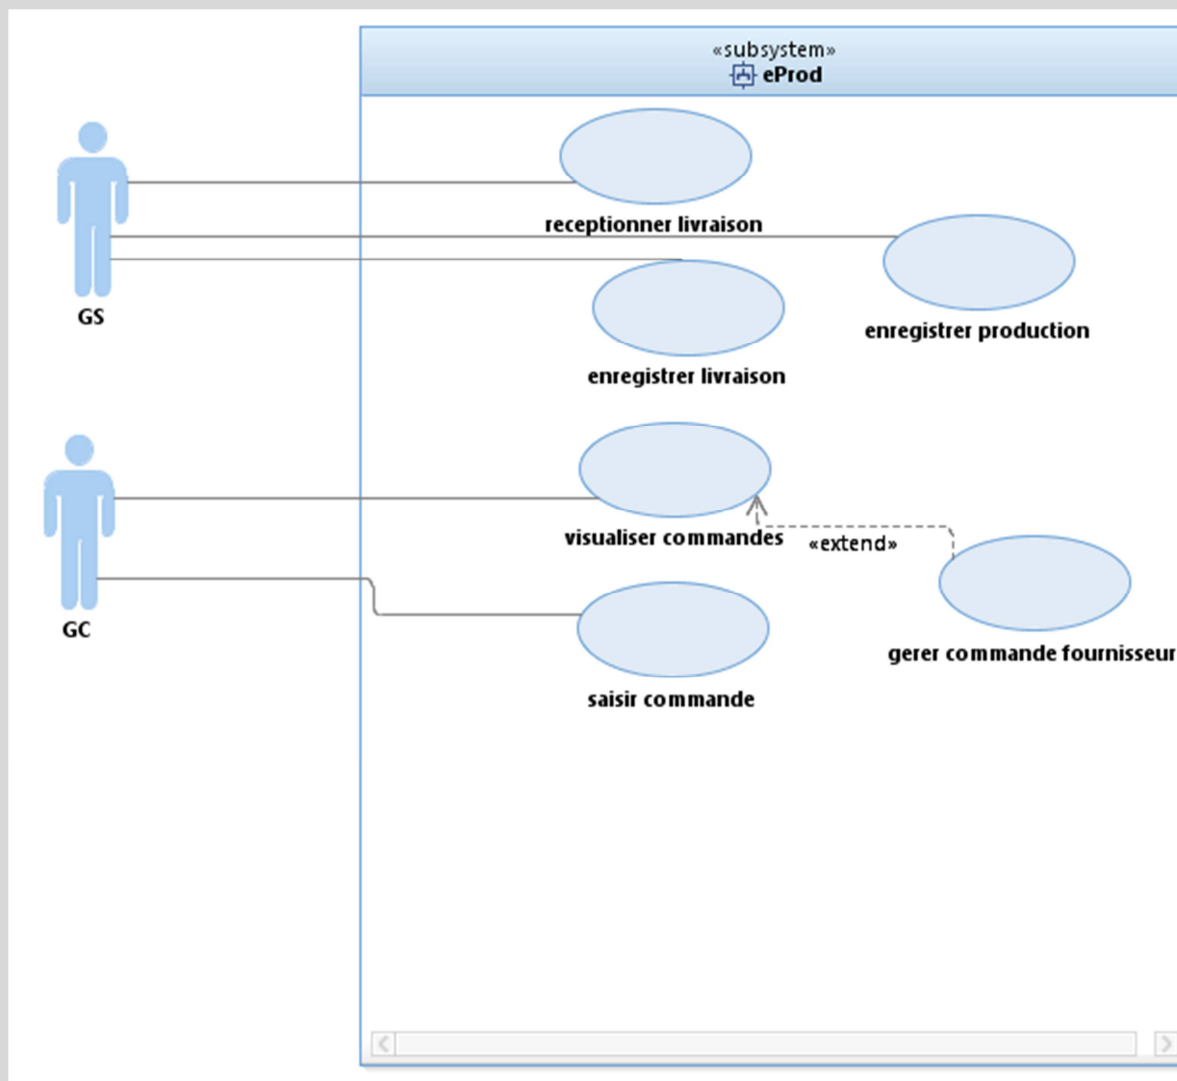 «subsystem»
eProd
receptionner livraison
GS
enregistrer production
enregistrer livraison
visualiser commandes
«extend»
GC
gerer commande fournisseur
saisir commande